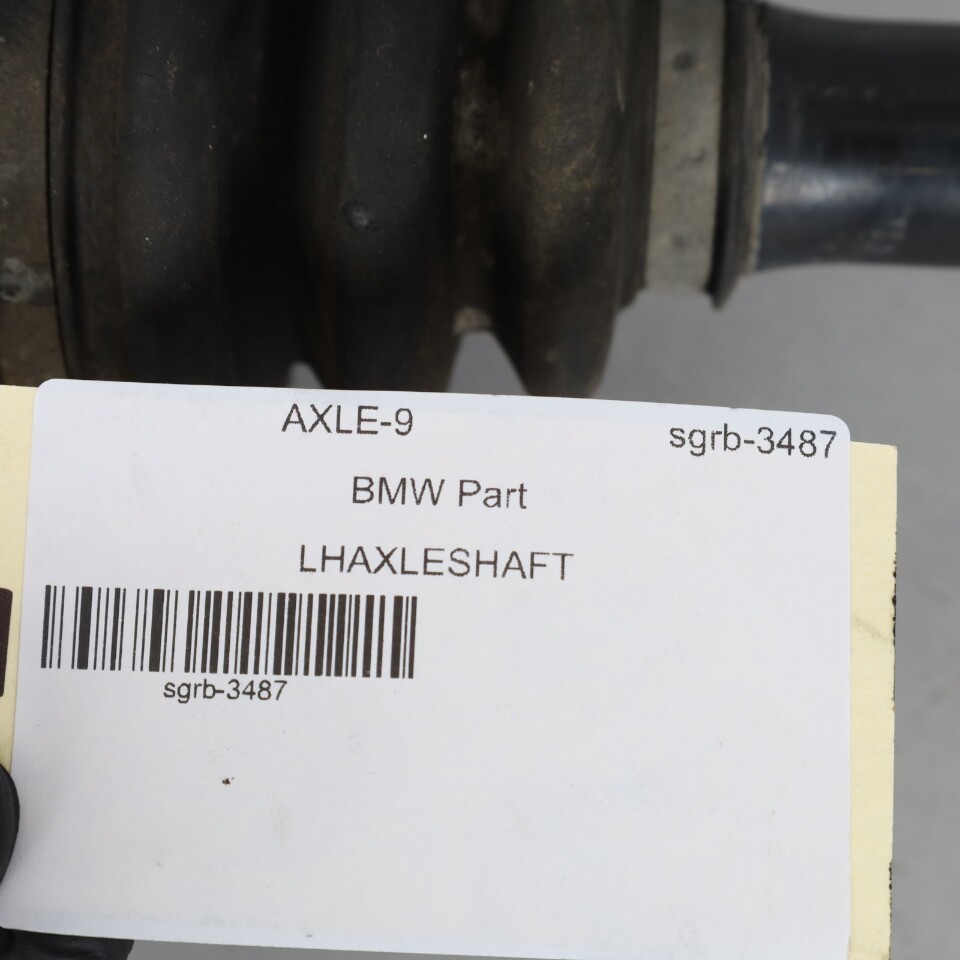 AXLE-9
sgrb-3487
BMW Part
LHAXLESHAFT
sgrb-3487